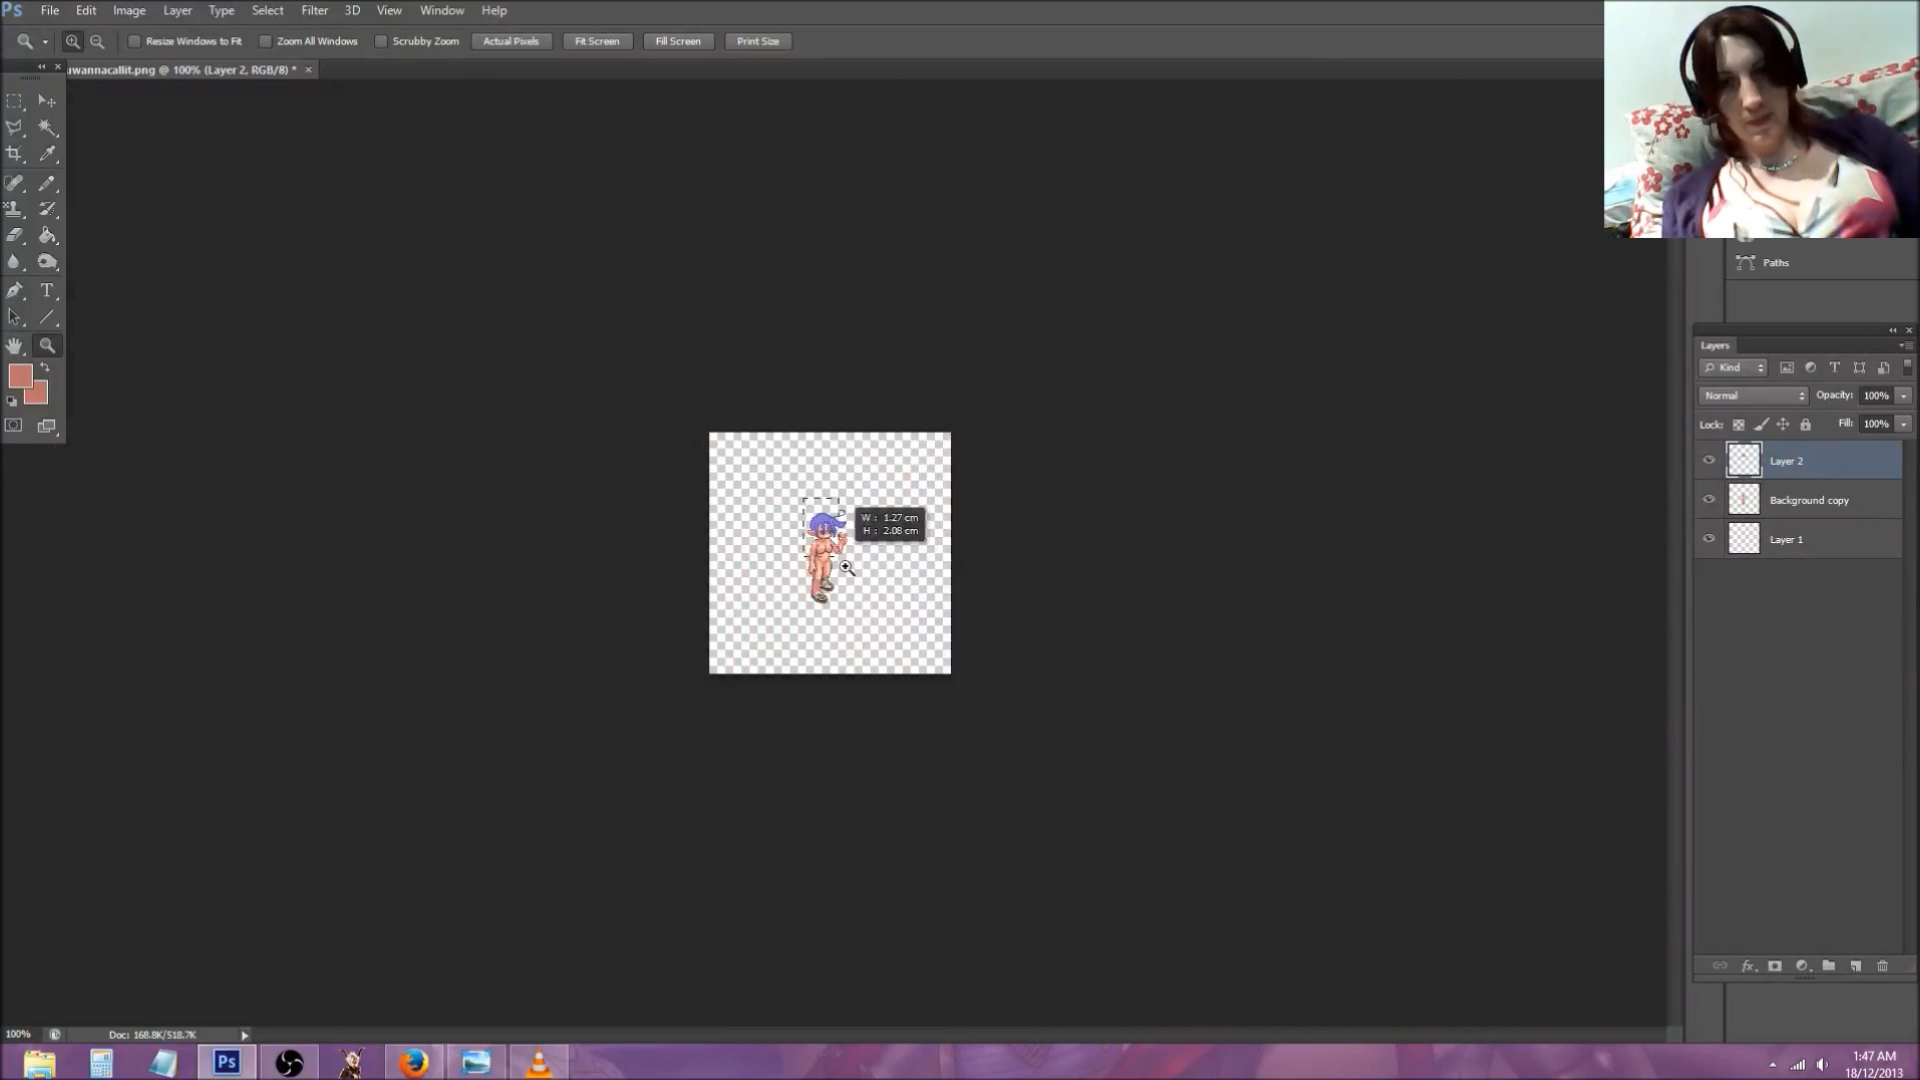 Ps File Edit Image Layer Type Select Filter 3D View Window Help
Resize Windows to Fit Zoom All Windows Scrubby Zoom Actual Pixels Fit Screen Fill Screen Print Size
uwannacallit.png @ 100% (Layer 2, RGB/8) * ×
Paths
Layers
Kind
Normal Opacity: 100%
Lock: Fill: 100%
Layer 2
Background copy
Layer 1
W: 1.27 cm
H: 2.08 cm
100% Doc: 168.8K/518.7K
Ps
1:47 AM
18/12/2013